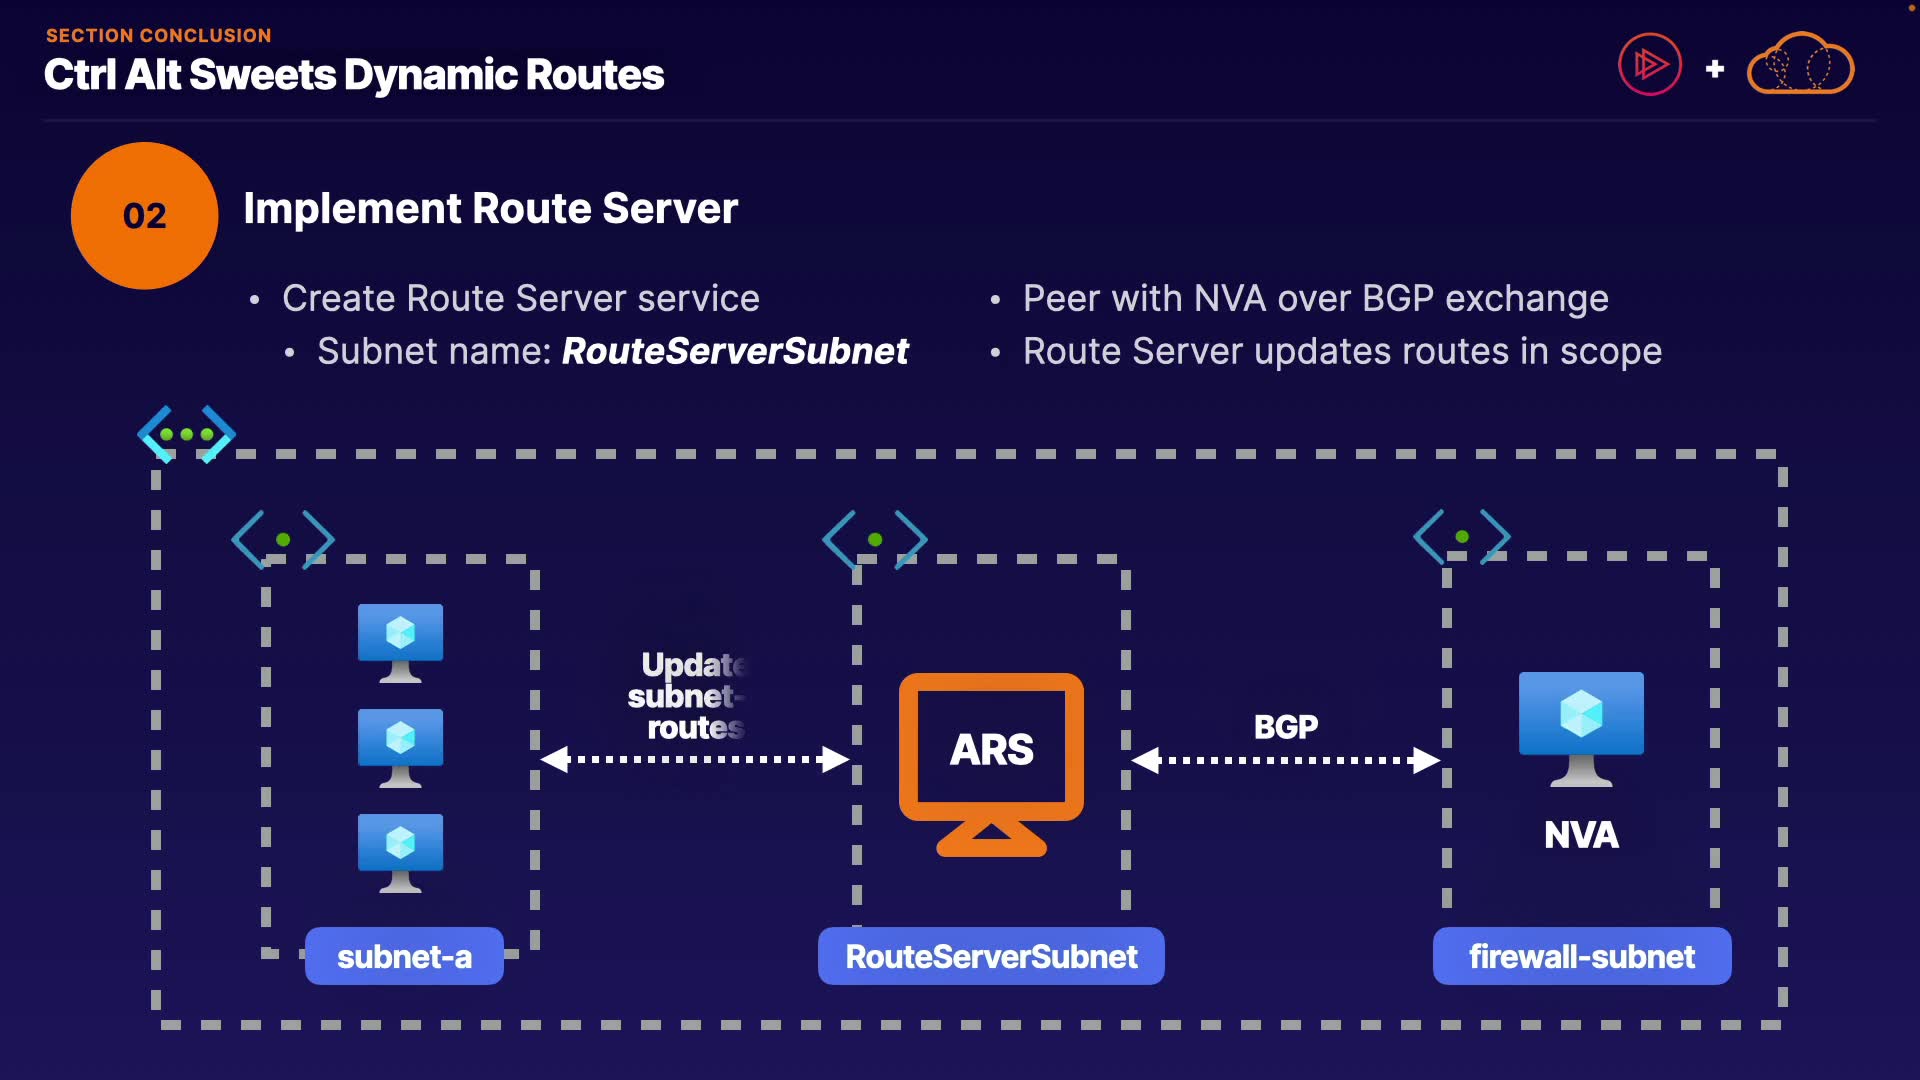 SECTION CONCLUSION
Ctrl Alt Sweets Dynamic Routes
+
02
Implement Route Server
• Create Route Server service
• Subnet name: RouteServerSubnet
• Peer with NVA over BGP exchange
• Route Server updates routes in scope
Update
subnet-
routes
ARS
BGP
NVA
subnet-a
RouteServerSubnet
firewall-subnet